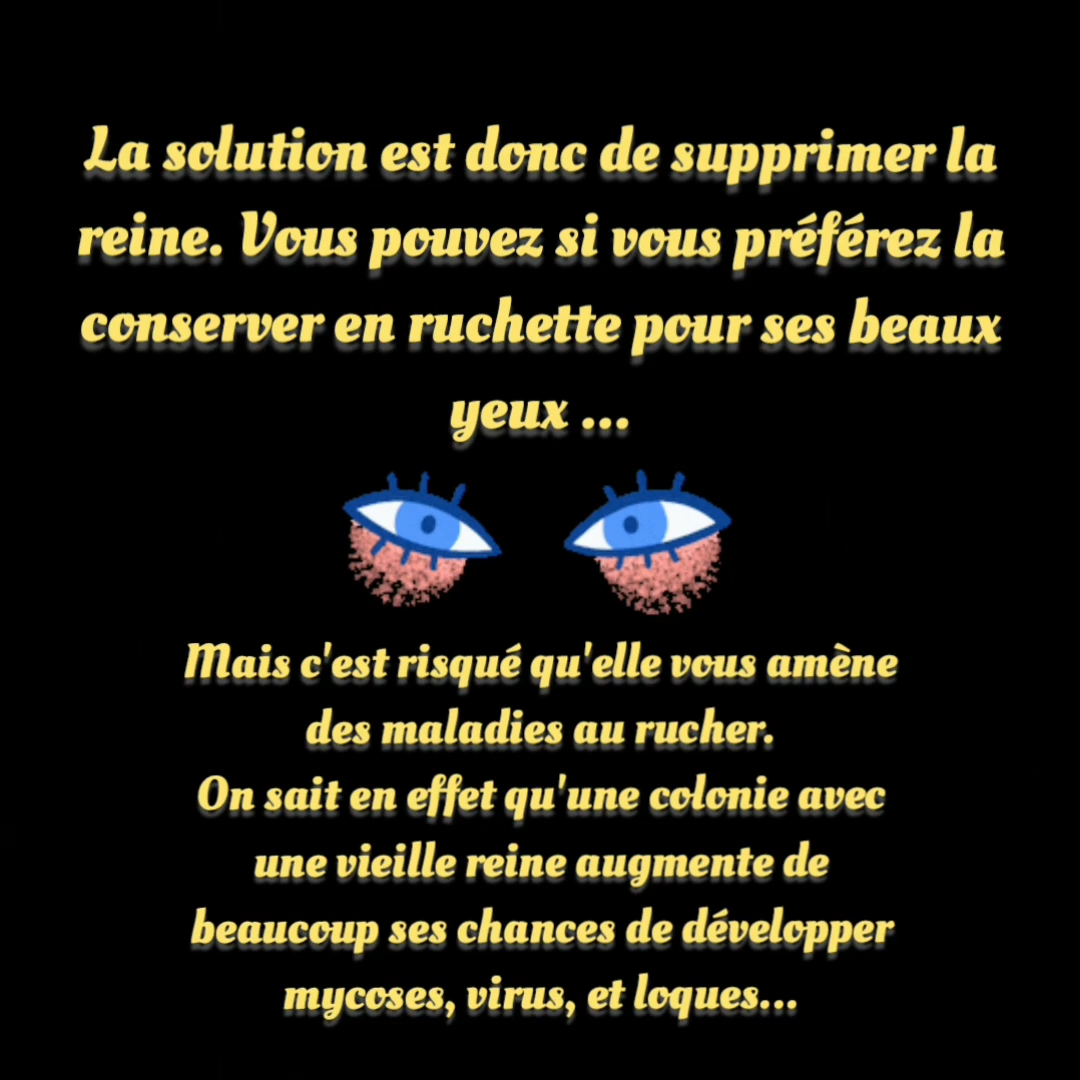 La solution est donc de supprimer la
reine. Vous pouvez si vous préférez la
conserver en ruchette pour ses beaux
yeux ...
Mais c'est risqué qu'elle vous amène
des maladies au rucher.
On sait en effet qu'une colonie avec
une vieille reine augmente de
beaucoup ses chances de développer
mycoses, virus, et loques...